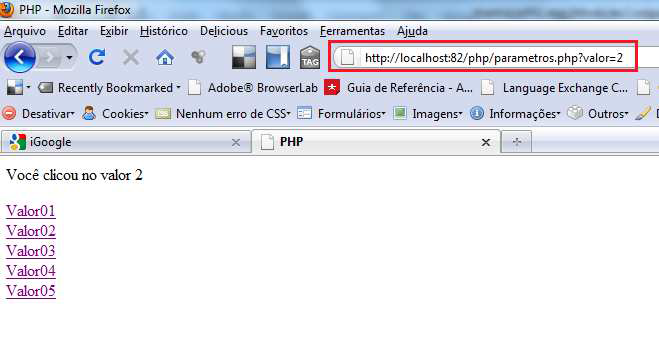 PHP - Mozilla Firefox
Arquivo Editar Exibir Histórico Delicious Favoritos Ferramentas Ajuda
TAG http://localhost:82/php/parametros.php?valor=2
Recently Bookmarked Adobe® BrowserLab Guia de Referência - A... Language Exchange C...
Desativar Cookies Nenhum erro de CSS Formulários Imagens Informações Outros
iGoogle PHP
Você clicou no valor 2
Valor01
Valor02
Valor03
Valor04
Valor05